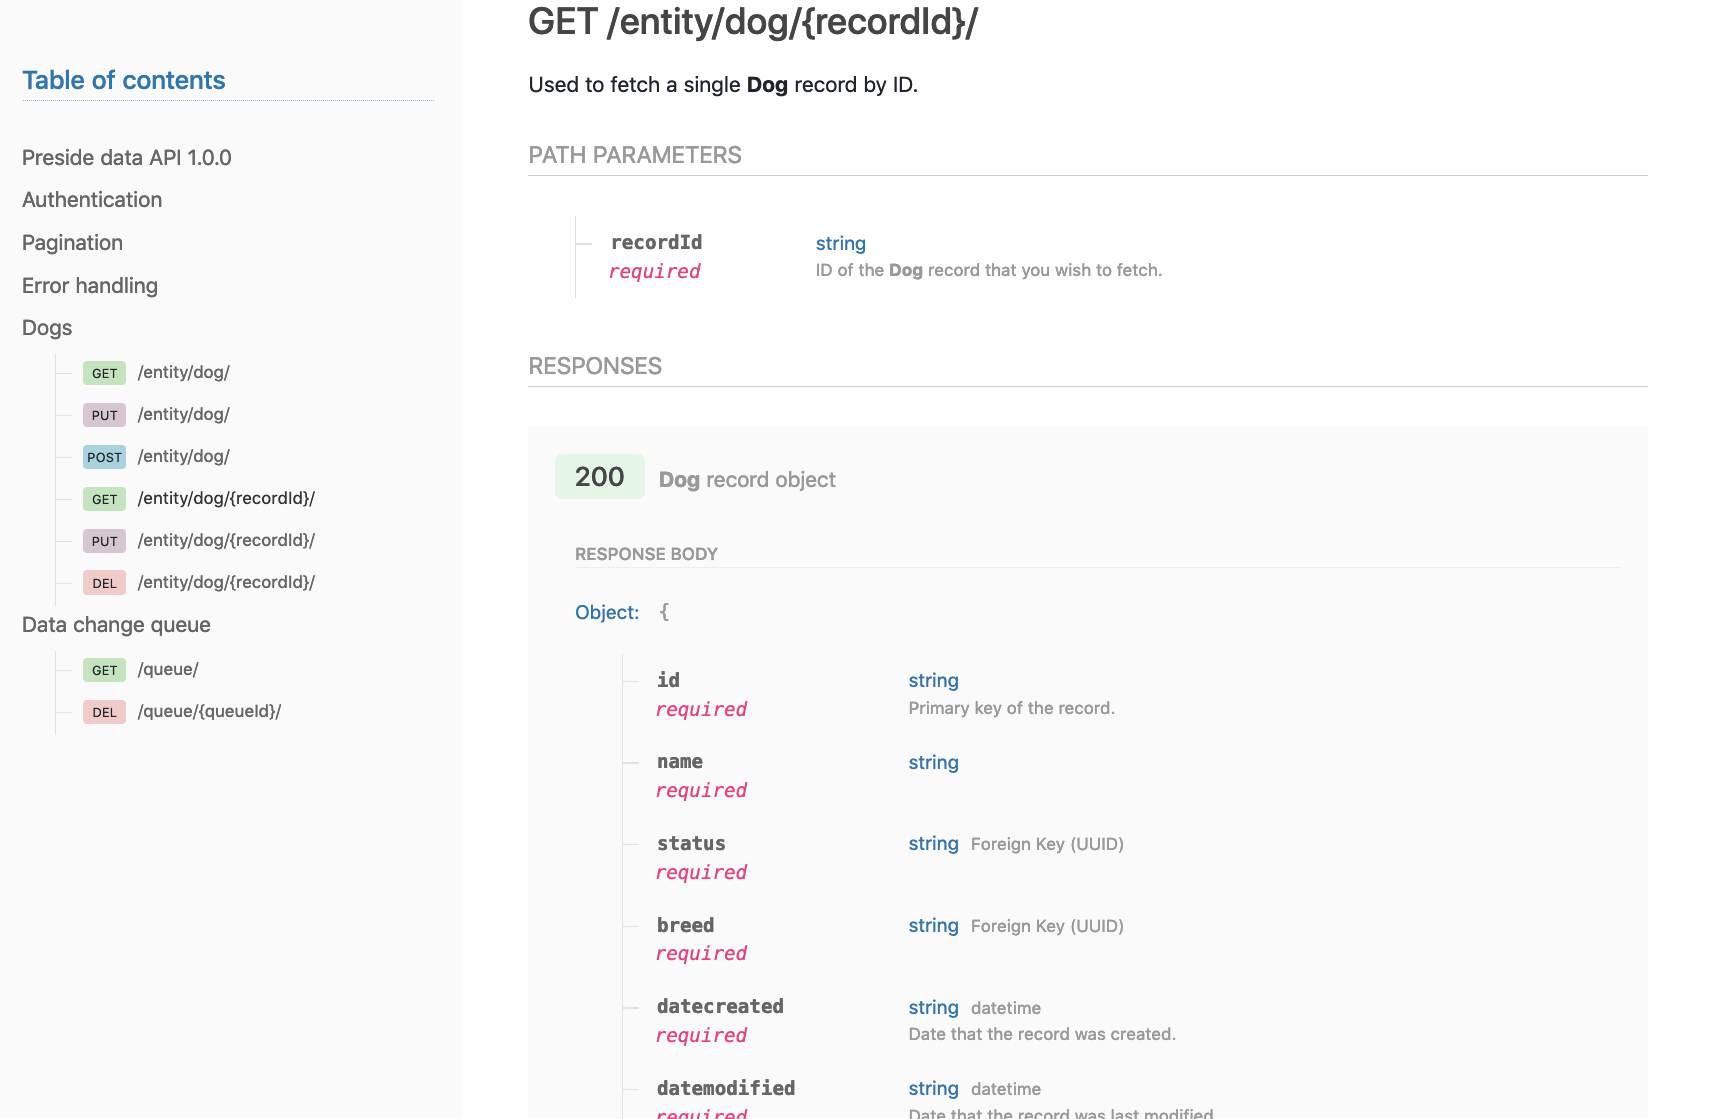 Table of contents
Preside data API 1.0.0
Authentication
Pagination
Error handling
Dogs
GET /entity/dog/
PUT /entity/dog/
POST /entity/dog/
GET /entity/dog/{recordId}/
PUT /entity/dog/{recordId}/
DEL /entity/dog/{recordId}/
Data change queue
GET /queue/
DEL /queue/{queueId}/
GET /entity/dog/{recordId}/
Used to fetch a single Dog record by ID.
PATH PARAMETERS
recordId string
required ID of the Dog record that you wish to fetch.
RESPONSES
200 Dog record object
RESPONSE BODY
Object: {
id string
required Primary key of the record.
name string
required
status string Foreign Key (UUID)
required
breed string Foreign Key (UUID)
required
datecreated string datetime
required Date that the record was created.
datemodified string datetime
required Date that the record was last modified